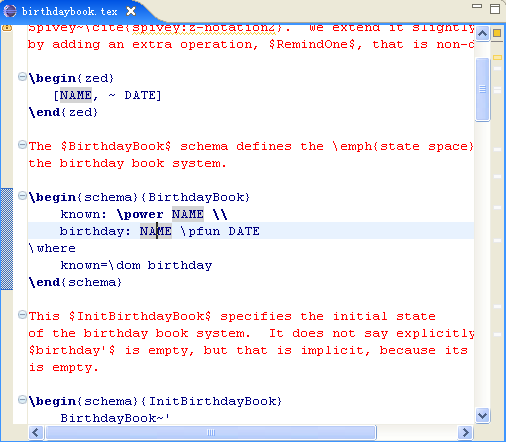 birthdaybook.tex
Spivey~\cite{spivey:z-notation2}.  We extend it slightly
by adding an extra operation, $RemindOne$, that is non-d
\begin{zed}
[NAME, ~ DATE]
\end{zed}
The $BirthdayBook$ schema defines the \emph{state space}
the birthday book system.
\begin{schema}{BirthdayBook}
known: \power NAME \\
birthday: NAME \pfun DATE
\where
known=\dom birthday
\end{schema}
This $InitBirthdayBook$ specifies the initial state
of the birthday book system.  It does not say explicitly
$birthday'$ is empty, but that is implicit, because its
is empty.
\begin{schema}{InitBirthdayBook}
BirthdayBook~'